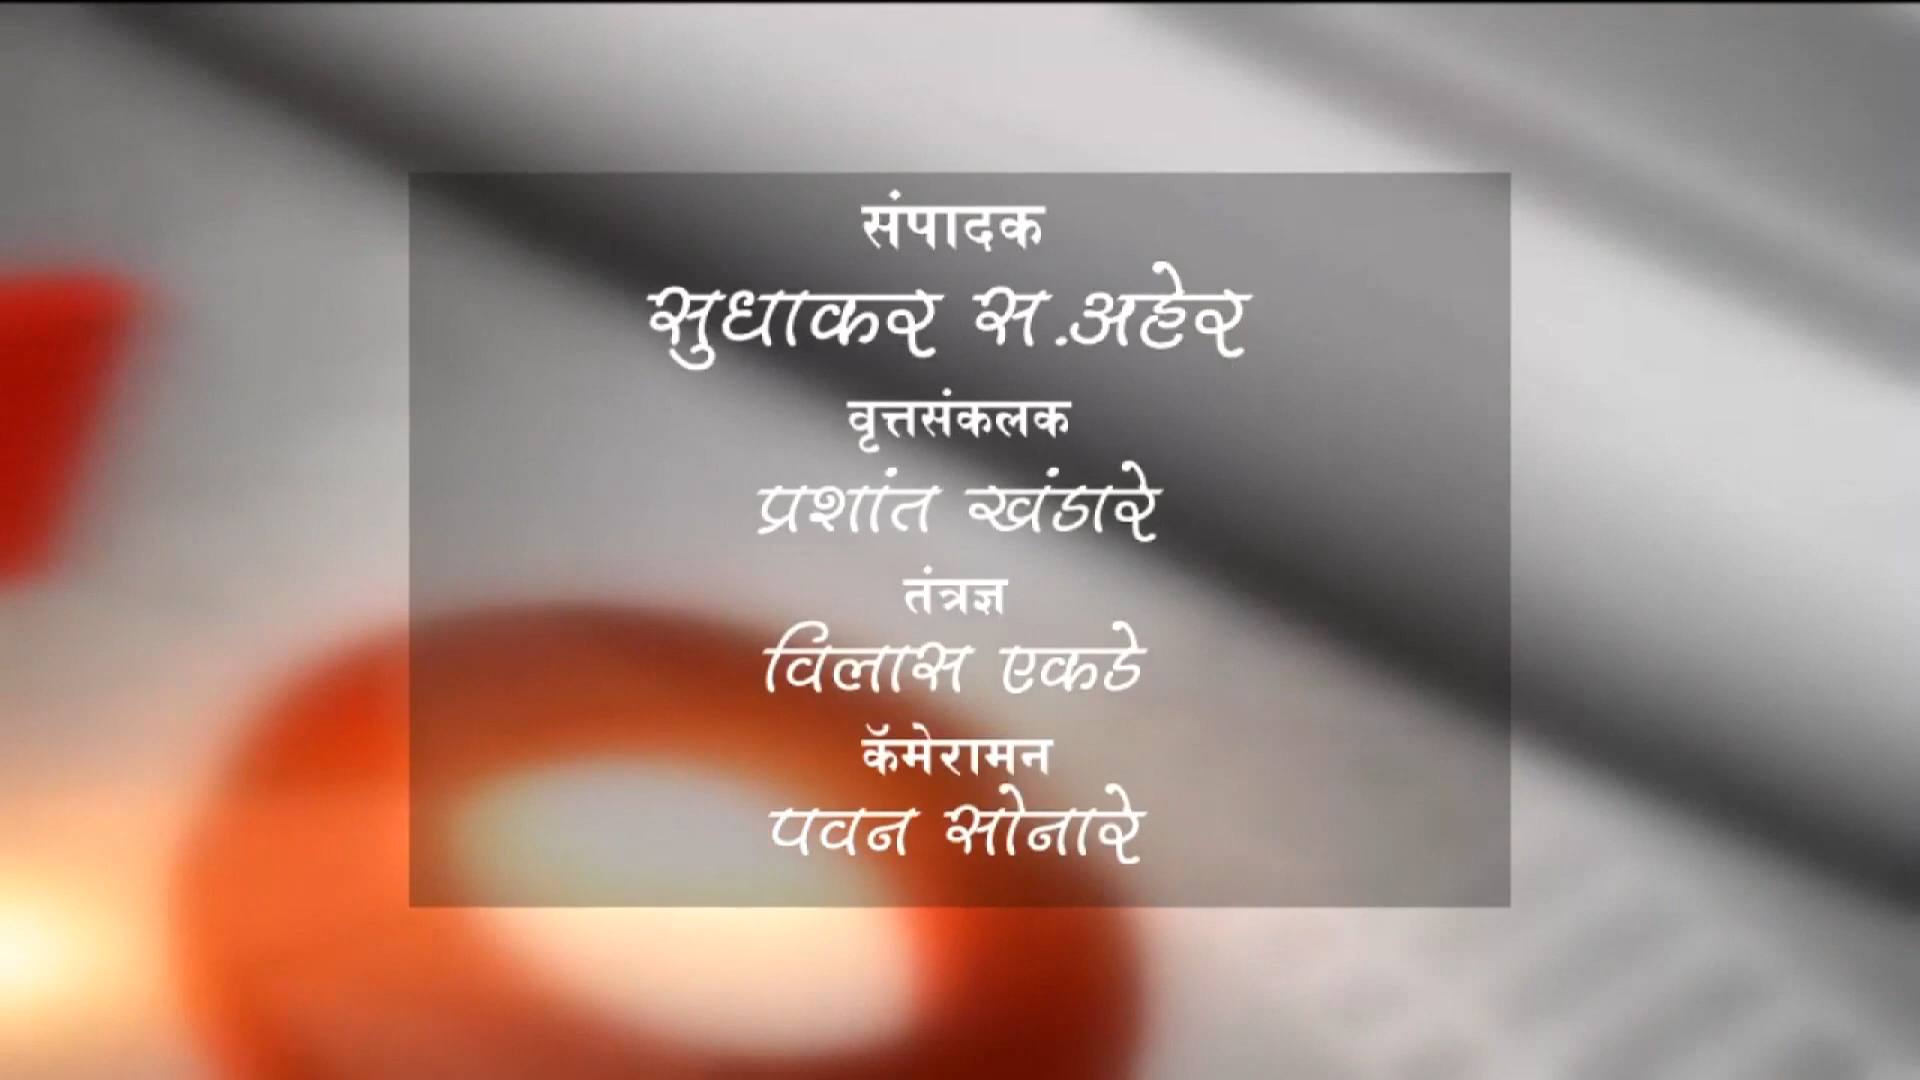 संपादक
सुधाकर स.अहेर
वृत्तसंकलक
प्रशांत खंडारे
तंत्रज्ञ
विलास एकडे
कॅमेरामन
पवन सोनारे